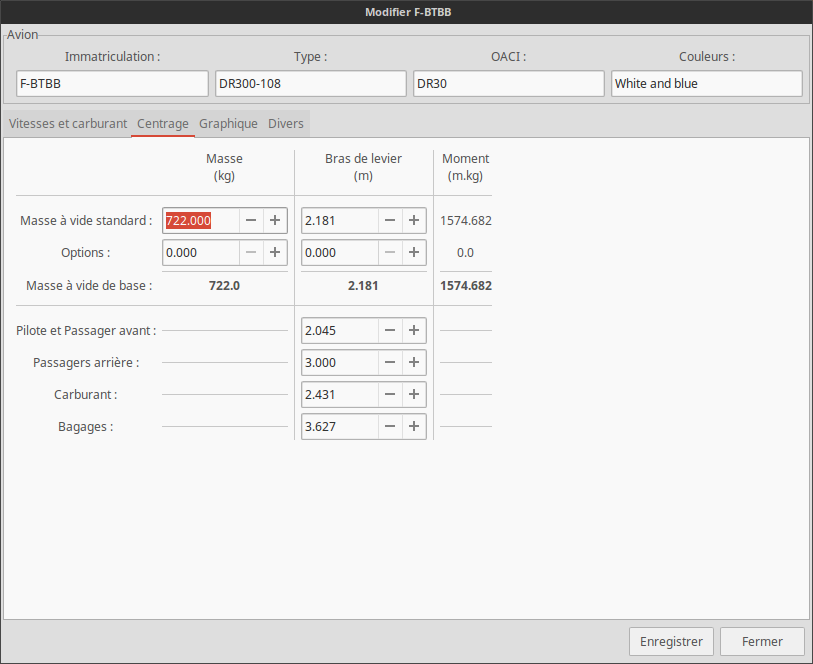 Modifier F-BTBB
Avion
Immatriculation : Type : OACI : Couleurs :
F-BTBB DR300-108 DR30 White and blue
Vitesses et carburant Centrage Graphique Divers
Masse Bras de levier Moment
(kg) (m) (m.kg)
Masse à vide standard : 722.000 − + 2.181 − + 1574.682
Options : 0.000 − + 0.000 − + 0.0
Masse à vide de base : 722.0 2.181 1574.682
Pilote et Passager avant : 2.045 − +
Passagers arrière : 3.000 − +
Carburant : 2.431 − +
Bagages : 3.627 − +
Enregistrer Fermer